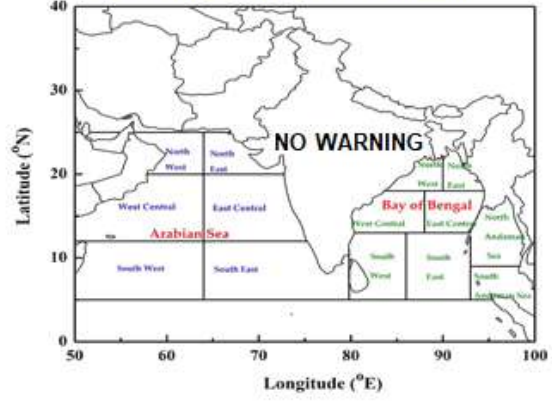 40
30
NO WARNING
North
West
North
East
North
West
North
East
20
West Central
East Central
Bay of Bengal
West Central
East Central
North
Andaman
Sea
Arabian Sea
10
South West
South East
South
West
South
East
South
Andaman Sea
0
50 60 70 80 90 100
Latitude (°N)
Longitude (°E)